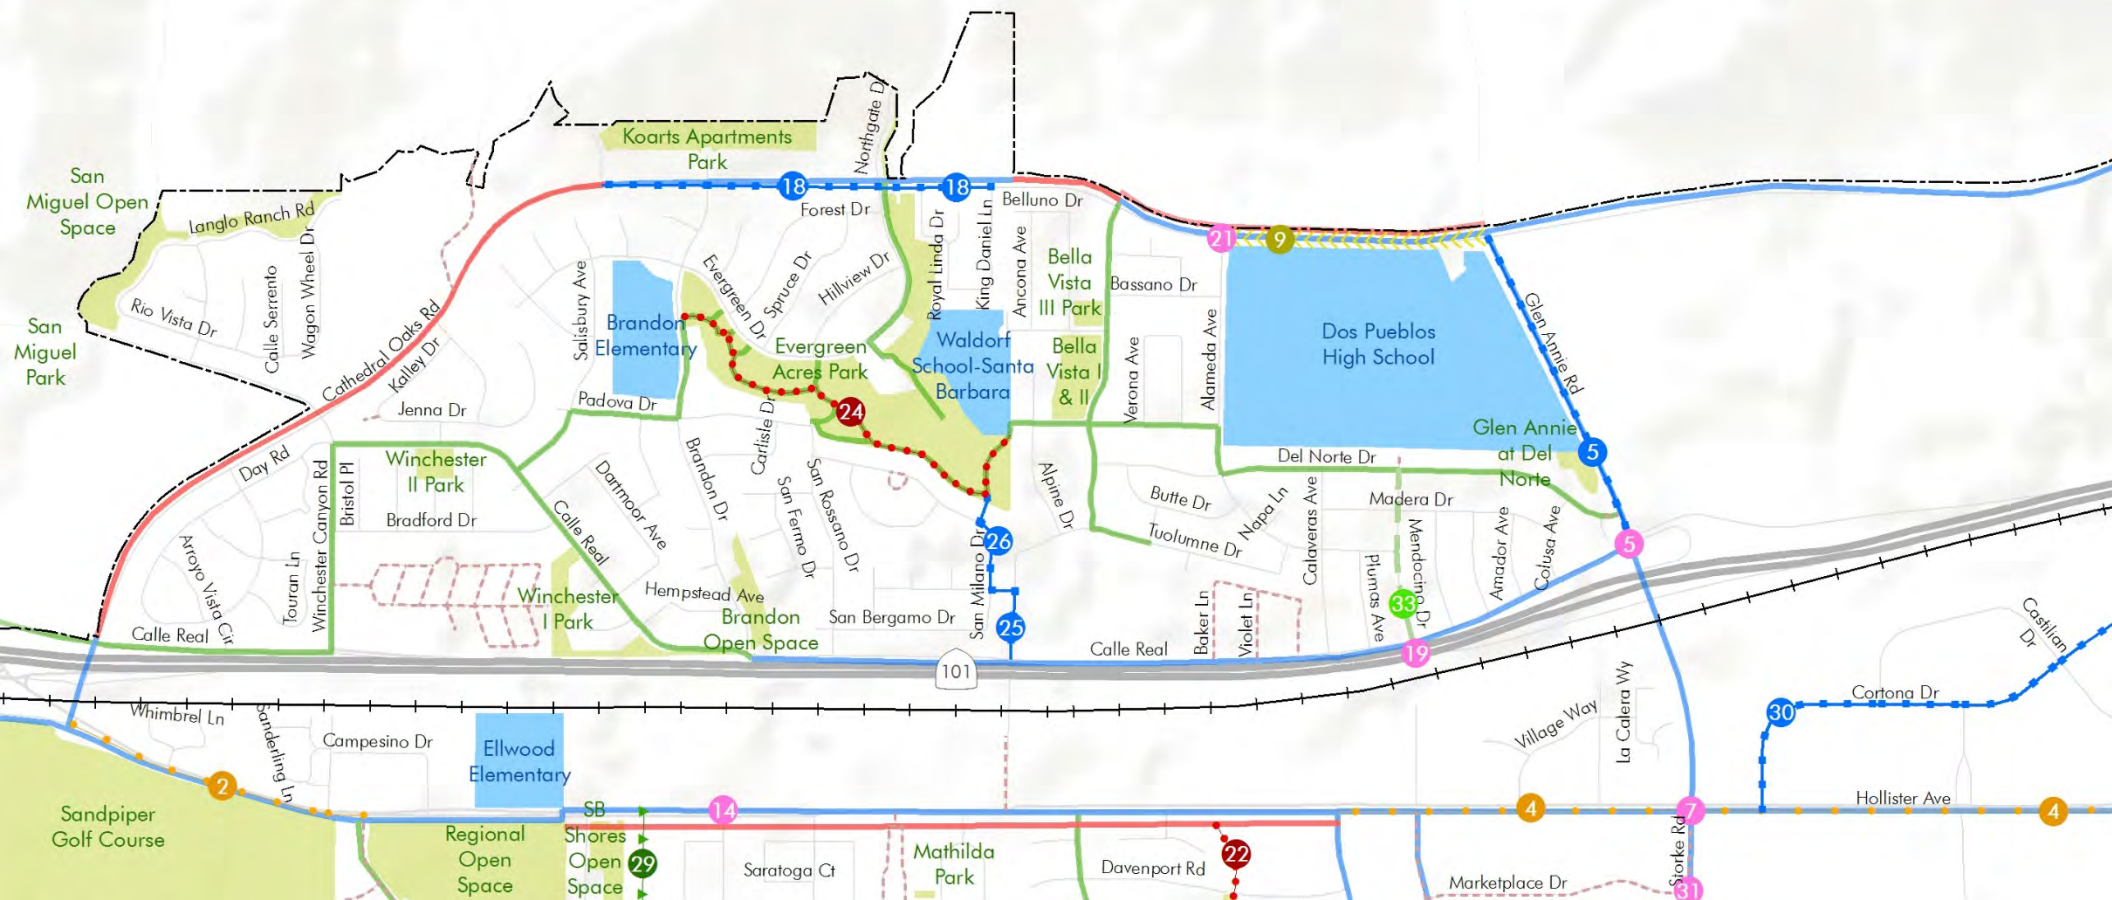 Koarts Apartments
Park
Northgate Dr
San
Miguel Open
Space
Langlo Ranch Rd
18
18
Forest Dr
Belluno Dr
Royal Linda Dr
King Daniel Ln
Ancona Ave
Wagon Wheel Dr
Calle Serrento
Rio Vista Dr
21
9
Bella
Vista
III Park
Bassano Dr
Evergreen Dr
Spruce Dr
Hillview Dr
Salisbury Ave
San
Miguel
Park
Cathedral Oaks Rd
Kalley Dr
Brandon
Elementary
Evergreen
Acres Park
Waldorf
School-Santa
Barbara
Bella
Vista I
& II
Verona Ave
Alameda Ave
Dos Pueblos
High School
Glen Annie Rd
Jenna Dr
Padova Dr
24
Carlisle Dr
Glen Annie
at Del
Norte
5
Day Rd
Winchester
II Park
Winchester Canyon Rd
Bristol Pl
Bradford Dr
Dartmoor Ave
Brandon Dr
San Rossano Dr
San Fermo Dr
Calle Real
Alpine Dr
Del Norte Dr
Butte Dr
Napa Ln
Tuolumne Dr
Calaveras Ave
Madera Dr
Mendocino Dr
Plumas Ave
Amador Ave
Colusa Ave
5
Arroyo Vista Cir
Touran Ln
Winchester
I Park
Hempstead Ave
Brandon
Open Space
San Bergamo Dr
San Milano Dr
26
25
Baker Ln
Violet Ln
33
19
Calle Real
Calle Real
101
Castilian
Dr
Whimbrel Ln
Sanderling Ln
Campesino Dr
Ellwood
Elementary
Village Way
La Calera Wy
30
Cortona Dr
2
Sandpiper
Golf Course
Regional
Open
Space
SB
Shores
Open
Space
14
4
7
Hollister Ave
4
29
Saratoga Ct
Mathilda
Park
Davenport Rd
22
Storke Rd
Marketplace Dr
31